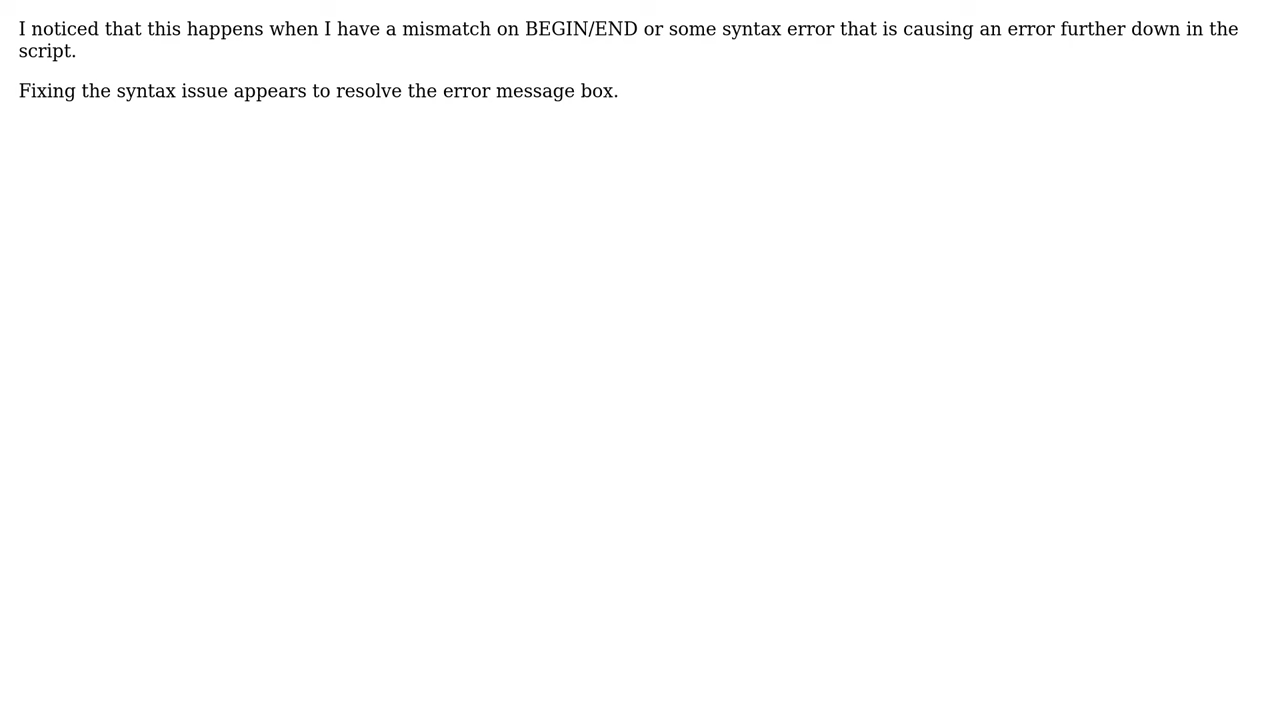 I noticed that this happens when I have a mismatch on BEGIN/END or some syntax error that is causing an error further down in the
script.
Fixing the syntax issue appears to resolve the error message box.